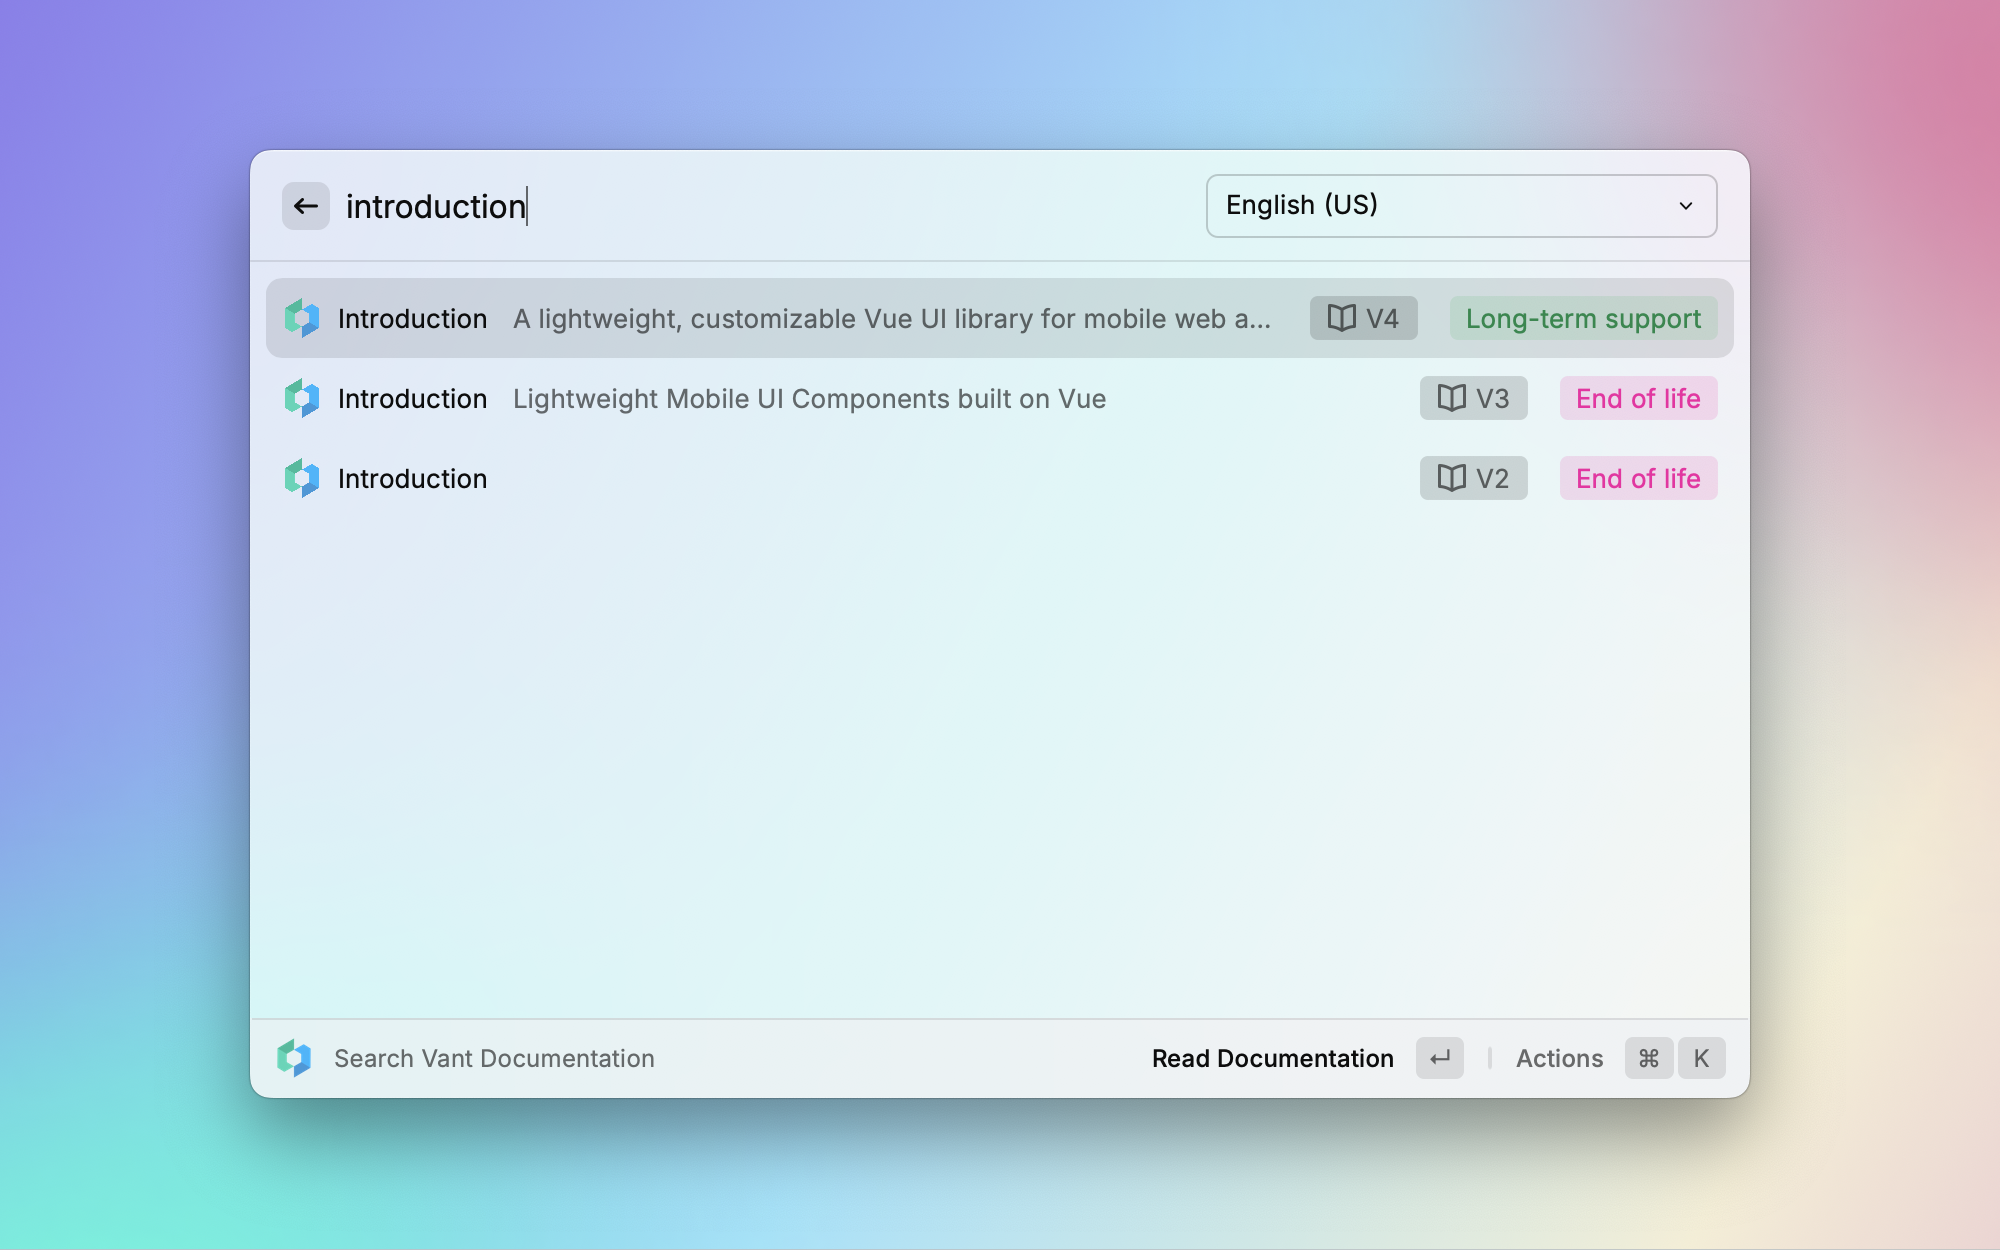 introduction
English (US)
Introduction A lightweight, customizable Vue UI library for mobile web a... V4 Long-term support
Introduction Lightweight Mobile UI Components built on Vue V3 End of life
Introduction V2 End of life
Search Vant Documentation Read Documentation ↵ Actions ⌘ K